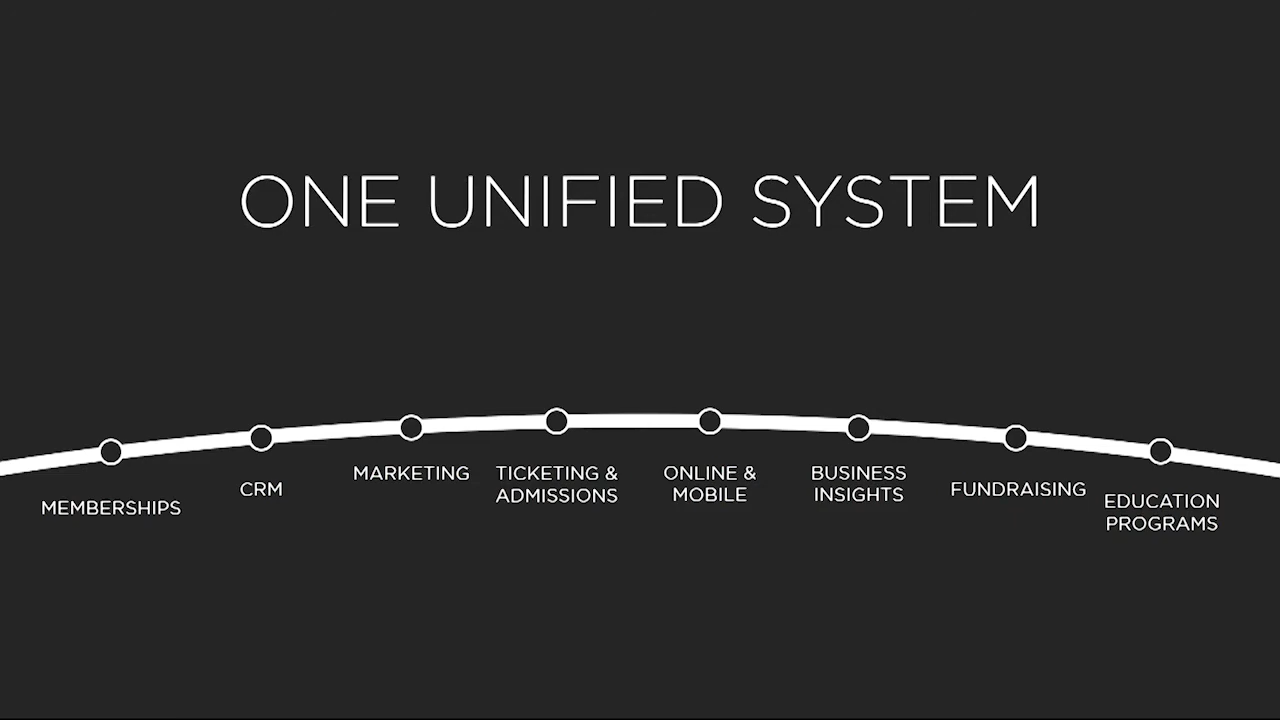 ONE UNIFIED SYSTEM
MEMBERSHIPS
CRM
MARKETING
TICKETING &
ADMISSIONS
ONLINE &
MOBILE
BUSINESS
INSIGHTS
FUNDRAISING
EDUCATION
PROGRAMS